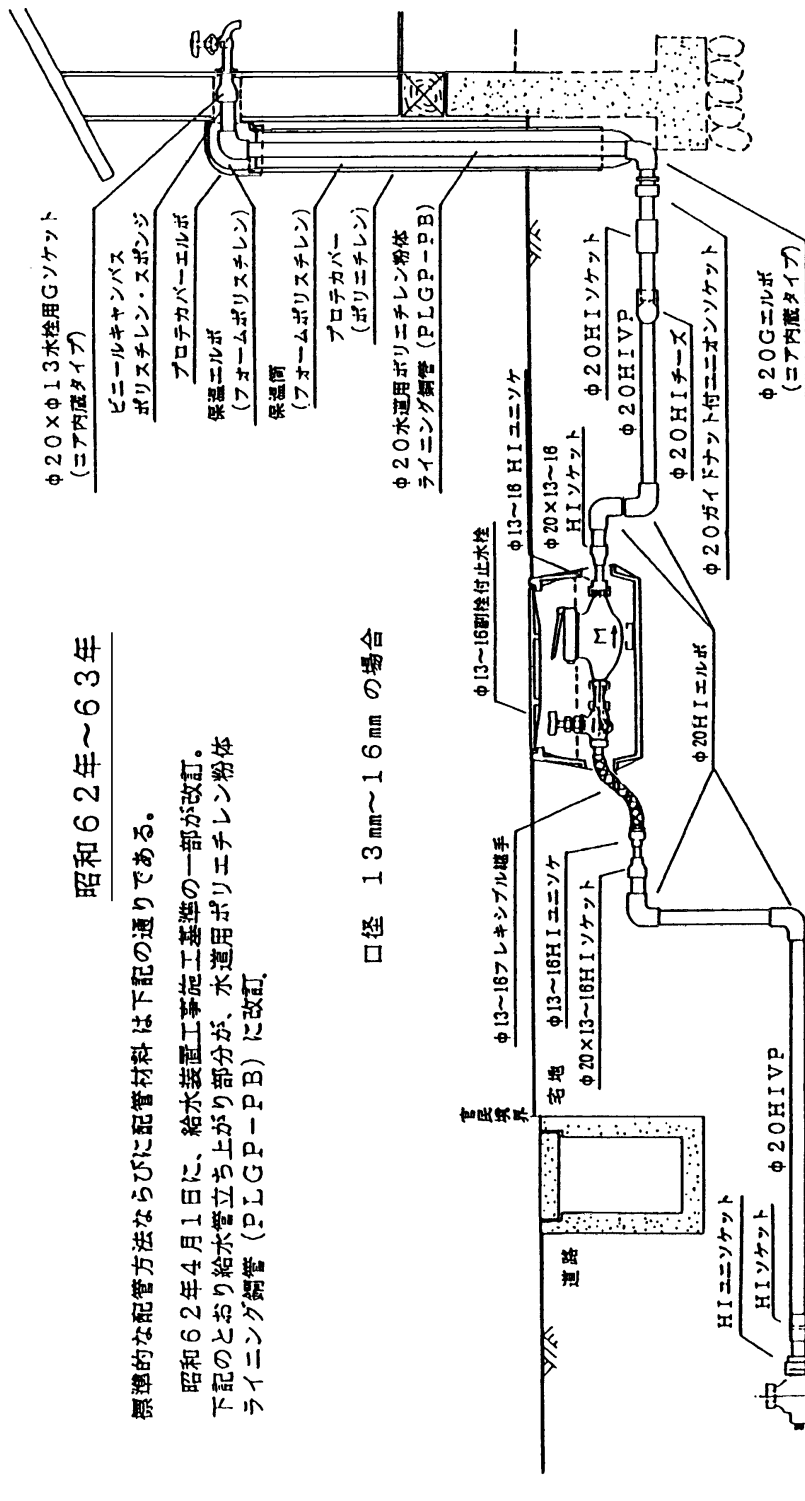 昭和62年~63年
標準的な配管方法ならびに配管材料は下記の通りである。
昭和62年4月1日に、給水装置工事施工基準の一部が改訂。
下記のとおり給水管立ち上がり部分が、水道用ポリエチレン粉体
ライニング鋼管(PLGP-PB)に改訂。
口径 13㎜~16㎜の場合
φ20×φ13水栓用Gソケット
(コア内蔵タイプ)
ビニールキャンバス
ポリスチレン・スポンジ
プロテカバーエルボ
保温エルボ
(フォームポリスチレン)
保温筒
(フォームポリスチレン)
プロテカバー
(ポリエチレン)
φ20水道用ポリエチレン粉体
ライニング鋼管(PLGP-PB)
φ13~16副栓付止水栓
φ13~16 HIユニソケ
φ20×13~16
HIソケット
φ20HIソケット
φ20HIVP
φ20HIチーズ
φ20ガイドナット付ユニオンソケット
φ20Gエルボ
(コア内蔵タイプ)
M
φ20HIエルボ
φ13~16フレキシブル継手
φ13~16HIユニソケ
φ20×13~16HIソケット
官民境界
宅地
道路
φ20HIVP
HIユニソケット
HIソケット